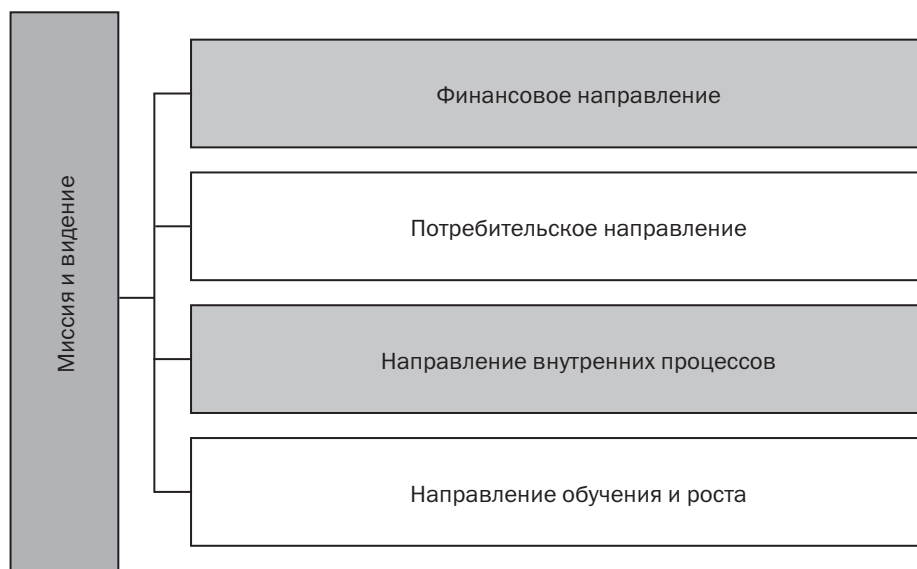 Миссия и видение
Финансовое направление
Потребительское направление
Направление внутренних процессов
Направление обучения и роста